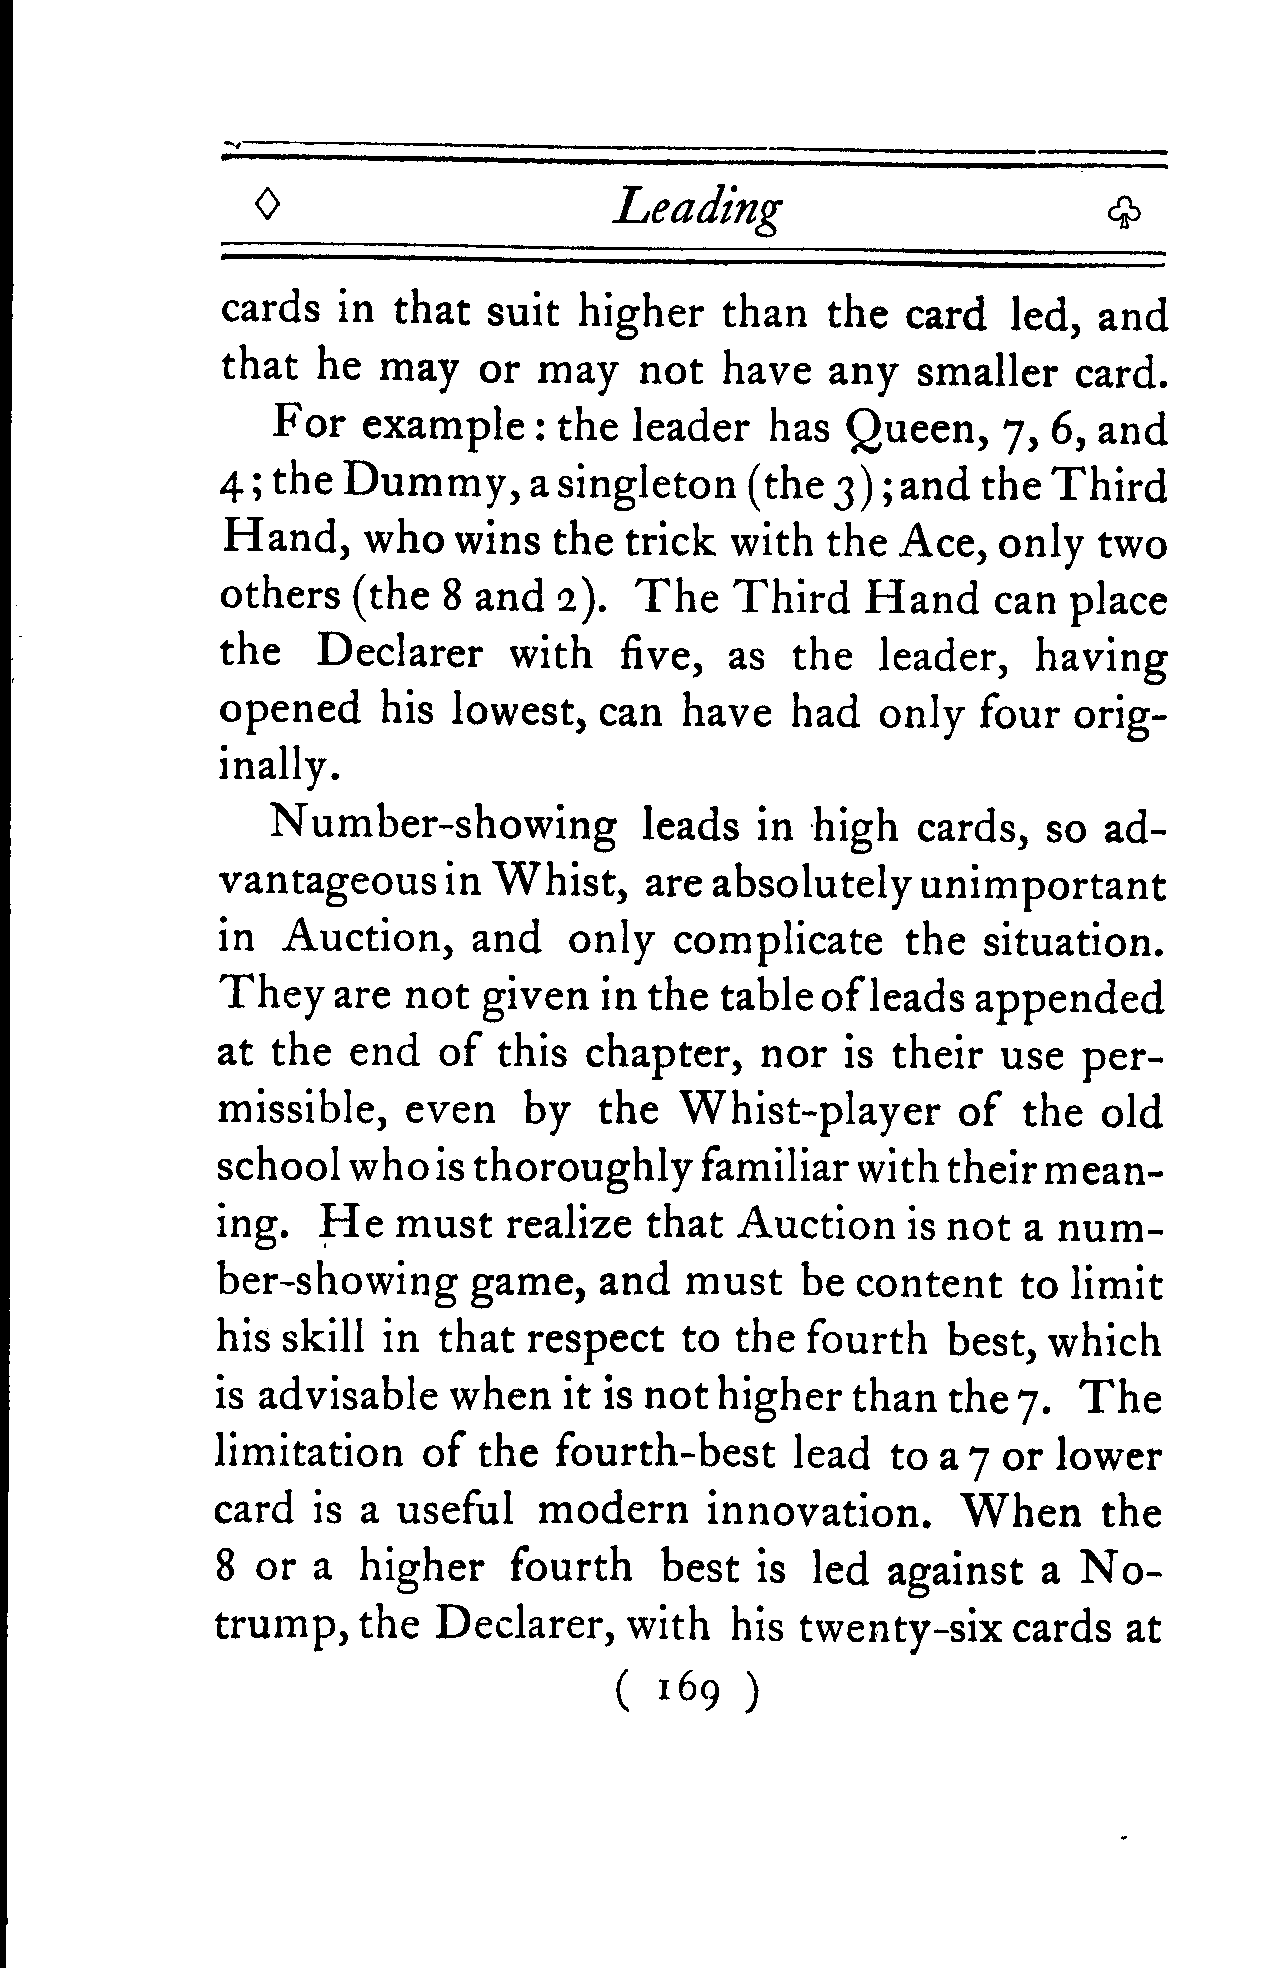 ◊ Leading ♧
cards in that suit higher than the card led, and
that he may or may not have any smaller card.
For example: the leader has Queen, 7, 6, and
4; the Dummy, a singleton (the 3); and the Third
Hand, who wins the trick with the Ace, only two
others (the 8 and 2). The Third Hand can place
the Declarer with five, as the leader, having
opened his lowest, can have had only four orig-
inally.
Number-showing leads in high cards, so ad-
vantageous in Whist, are absolutely unimportant
in Auction, and only complicate the situation.
They are not given in the table of leads appended
at the end of this chapter, nor is their use per-
missible, even by the Whist-player of the old
school who is thoroughly familiar with their mean-
ing. He must realize that Auction is not a num-
ber-showing game, and must be content to limit
his skill in that respect to the fourth best, which
is advisable when it is not higher than the 7. The
limitation of the fourth-best lead to a 7 or lower
card is a useful modern innovation. When the
8 or a higher fourth best is led against a No-
trump, the Declarer, with his twenty-six cards at
( 169 )